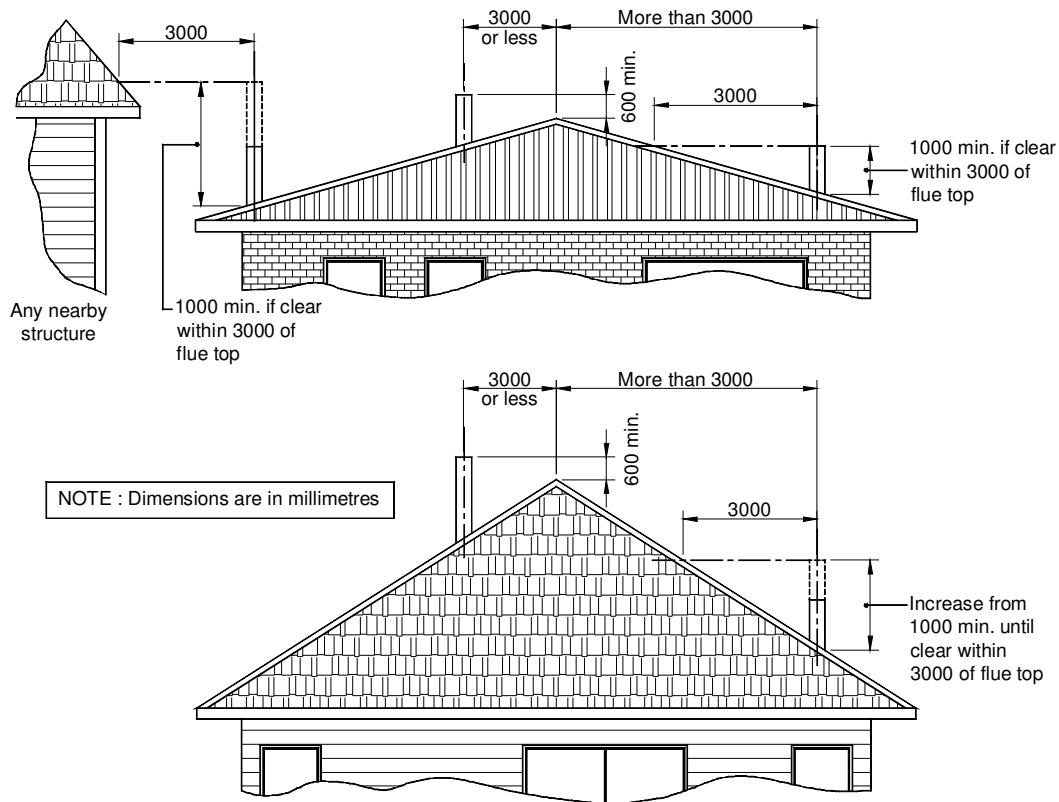 3000
3000
or less
More than 3000
600 min.
3000
1000 min. if clear
within 3000 of
flue top
Any nearby
structure
1000 min. if clear
within 3000 of
flue top
3000
or less
More than 3000
600 min.
NOTE : Dimensions are in millimetres
3000
Increase from
1000 min. until
clear within
3000 of flue top